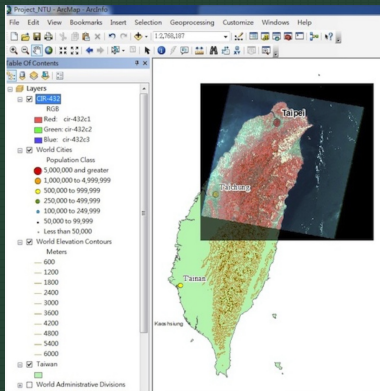 Project_NTU - ArcMap - ArcInfo
File Edit View Bookmarks Insert Selection Geoprocessing Customize Windows Help
1:2,768,187
Table Of Contents
Layers
CIR-432
RGB
Red: cir-432c1
Green: cir-432c2
Blue: cir-432c3
World Cities
Population Class
5,000,000 and greater
1,000,000 to 4,999,999
500,000 to 999,999
250,000 to 499,999
100,000 to 249,999
50,000 to 99,999
Less than 50,000
World Elevation Contours
Meters
600
1200
1800
2400
3000
3600
4200
4800
5400
6000
Taiwan
World Administrative Divisions
Taipei
Taichung
Tainan